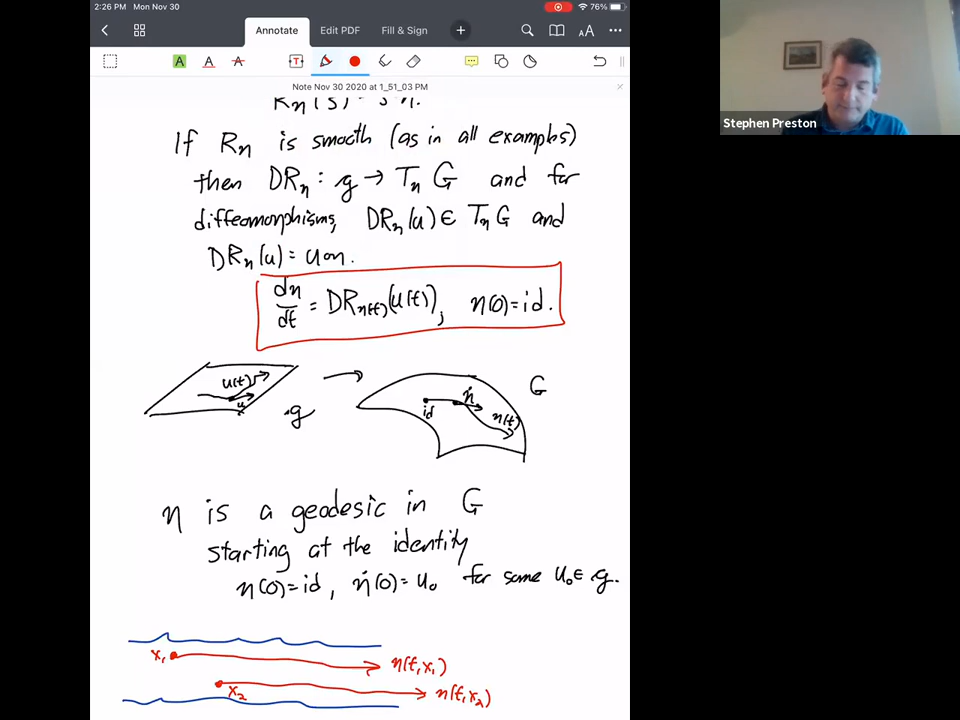 2:26 PM Mon Nov 30
76%
Annotate
Edit PDF
Fill & Sign
+
AA
A A A T
Note Nov 30 2020 at 1_51_03 PM
Stephen Preston
If Rη is smooth (as in all examples)
then DRη : g → TηG and for
diffeomorphisms, DRη(u) ∈ TηG and
DRη(u) = u∘η.
dη/dt = DRη(t)(u(t)), η(0) = id.
u(t)
u
g
G
id
η̇
η(t)
η is a geodesic in G
starting at the identity
η(0) = id, η̇(0) = u₀ for some u₀ ∈ g.
x₁
η(t,x₁)
x₂
η(t,x₂)